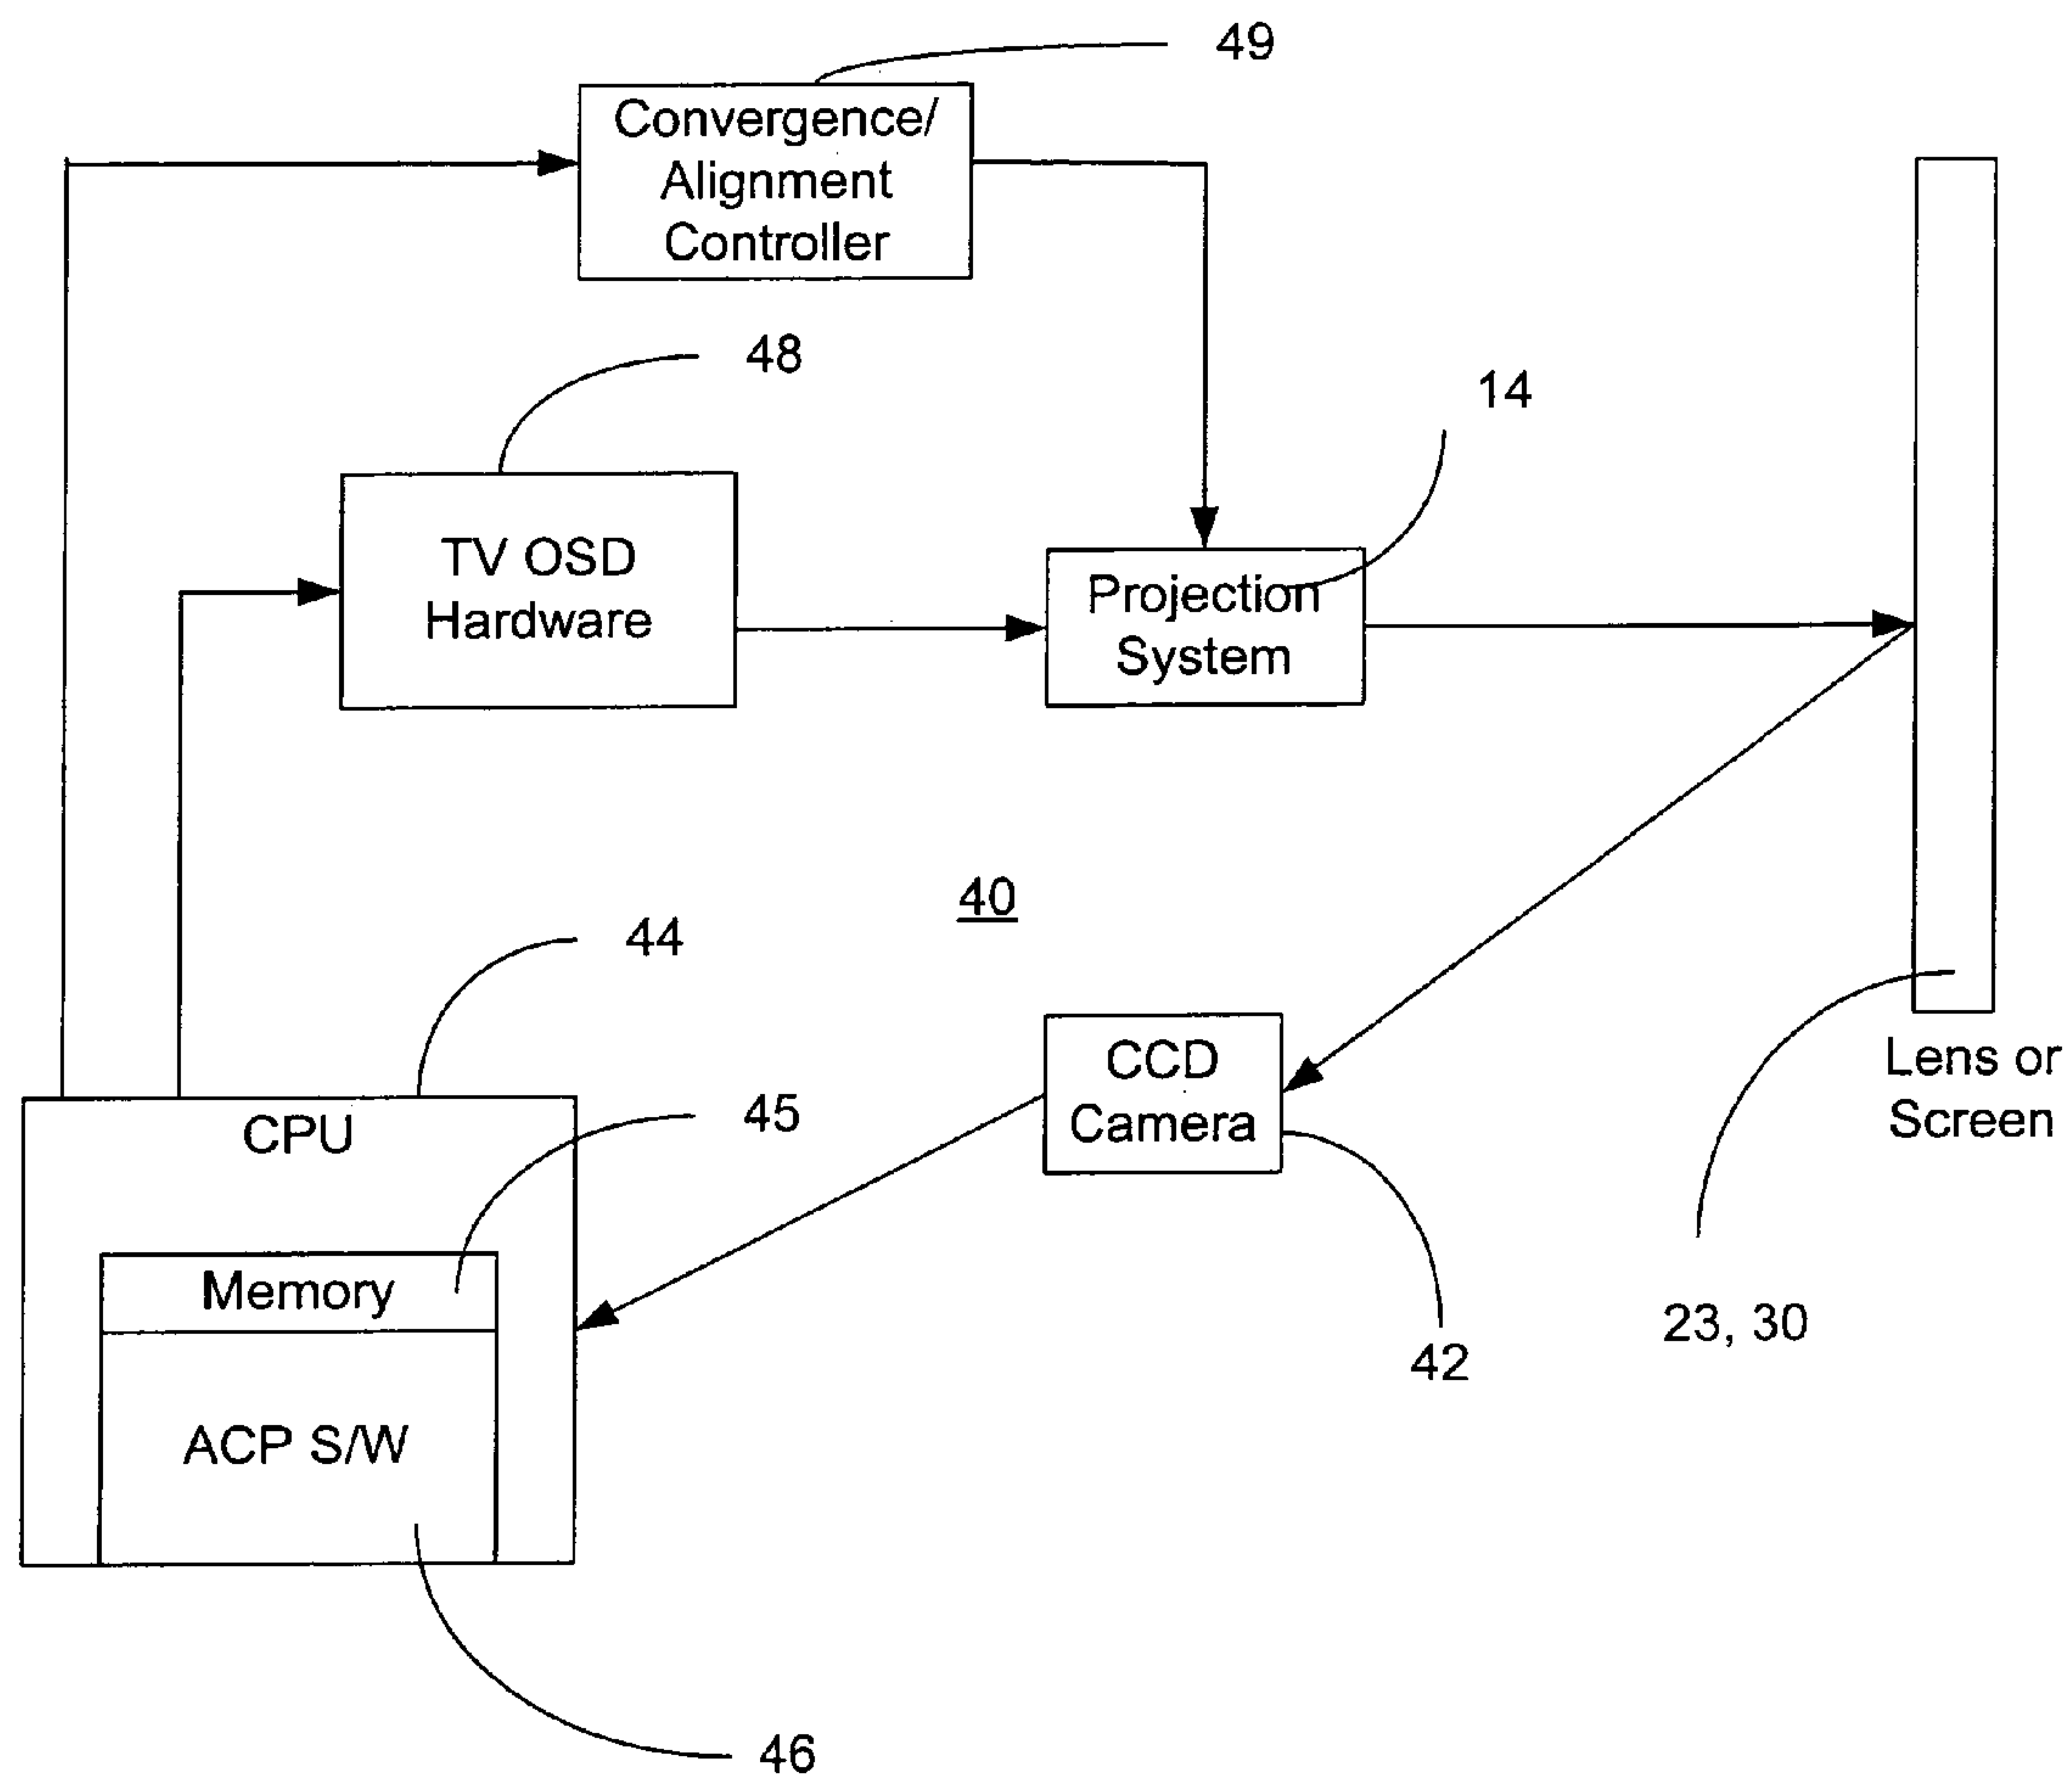 49
Convergence/
Alignment
Controller
48
14
TV OSD
Hardware
Projection
System
40
44
CCD
Camera
Lens or
Screen
45
CPU
Memory
23, 30
42
ACP S/W
46